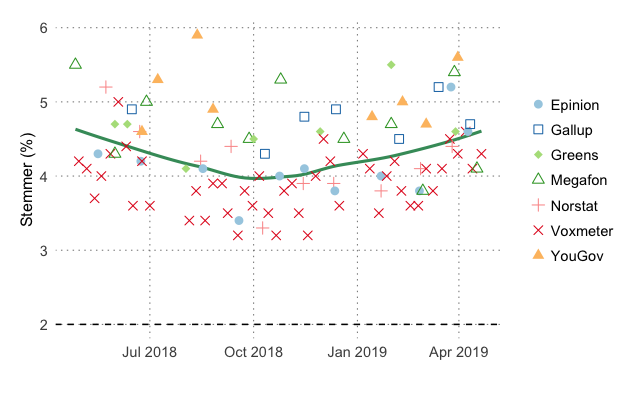 6
5
4
3
2
Stemmer (%)
Jul 2018
Oct 2018
Jan 2019
Apr 2019
Epinion
Gallup
Greens
Megafon
Norstat
Voxmeter
YouGov